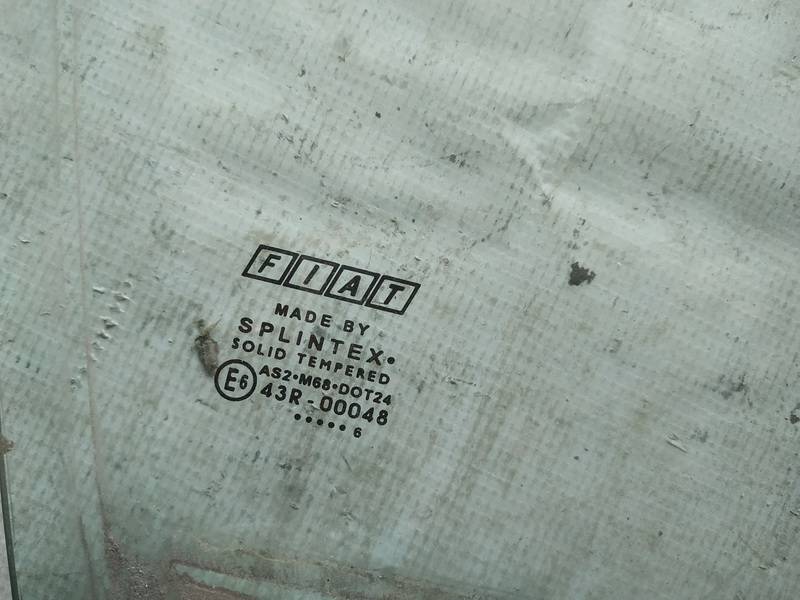 FIAT
MADE BY
SPLINTEX•
SOLID TEMPERED
AS2•M68•DOT24
E6 43R-00048
•••••6